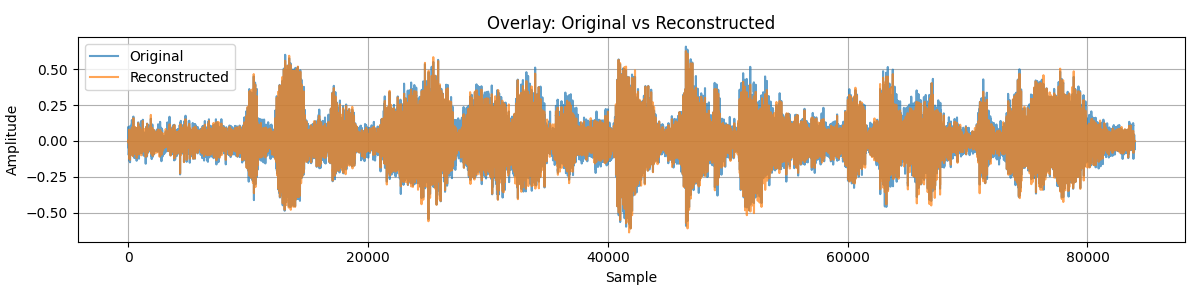 Overlay: Original vs Reconstructed
Original
Reconstructed
Amplitude
0.50
0.25
0.00
−0.25
−0.50
0 20000 40000 60000 80000
Sample